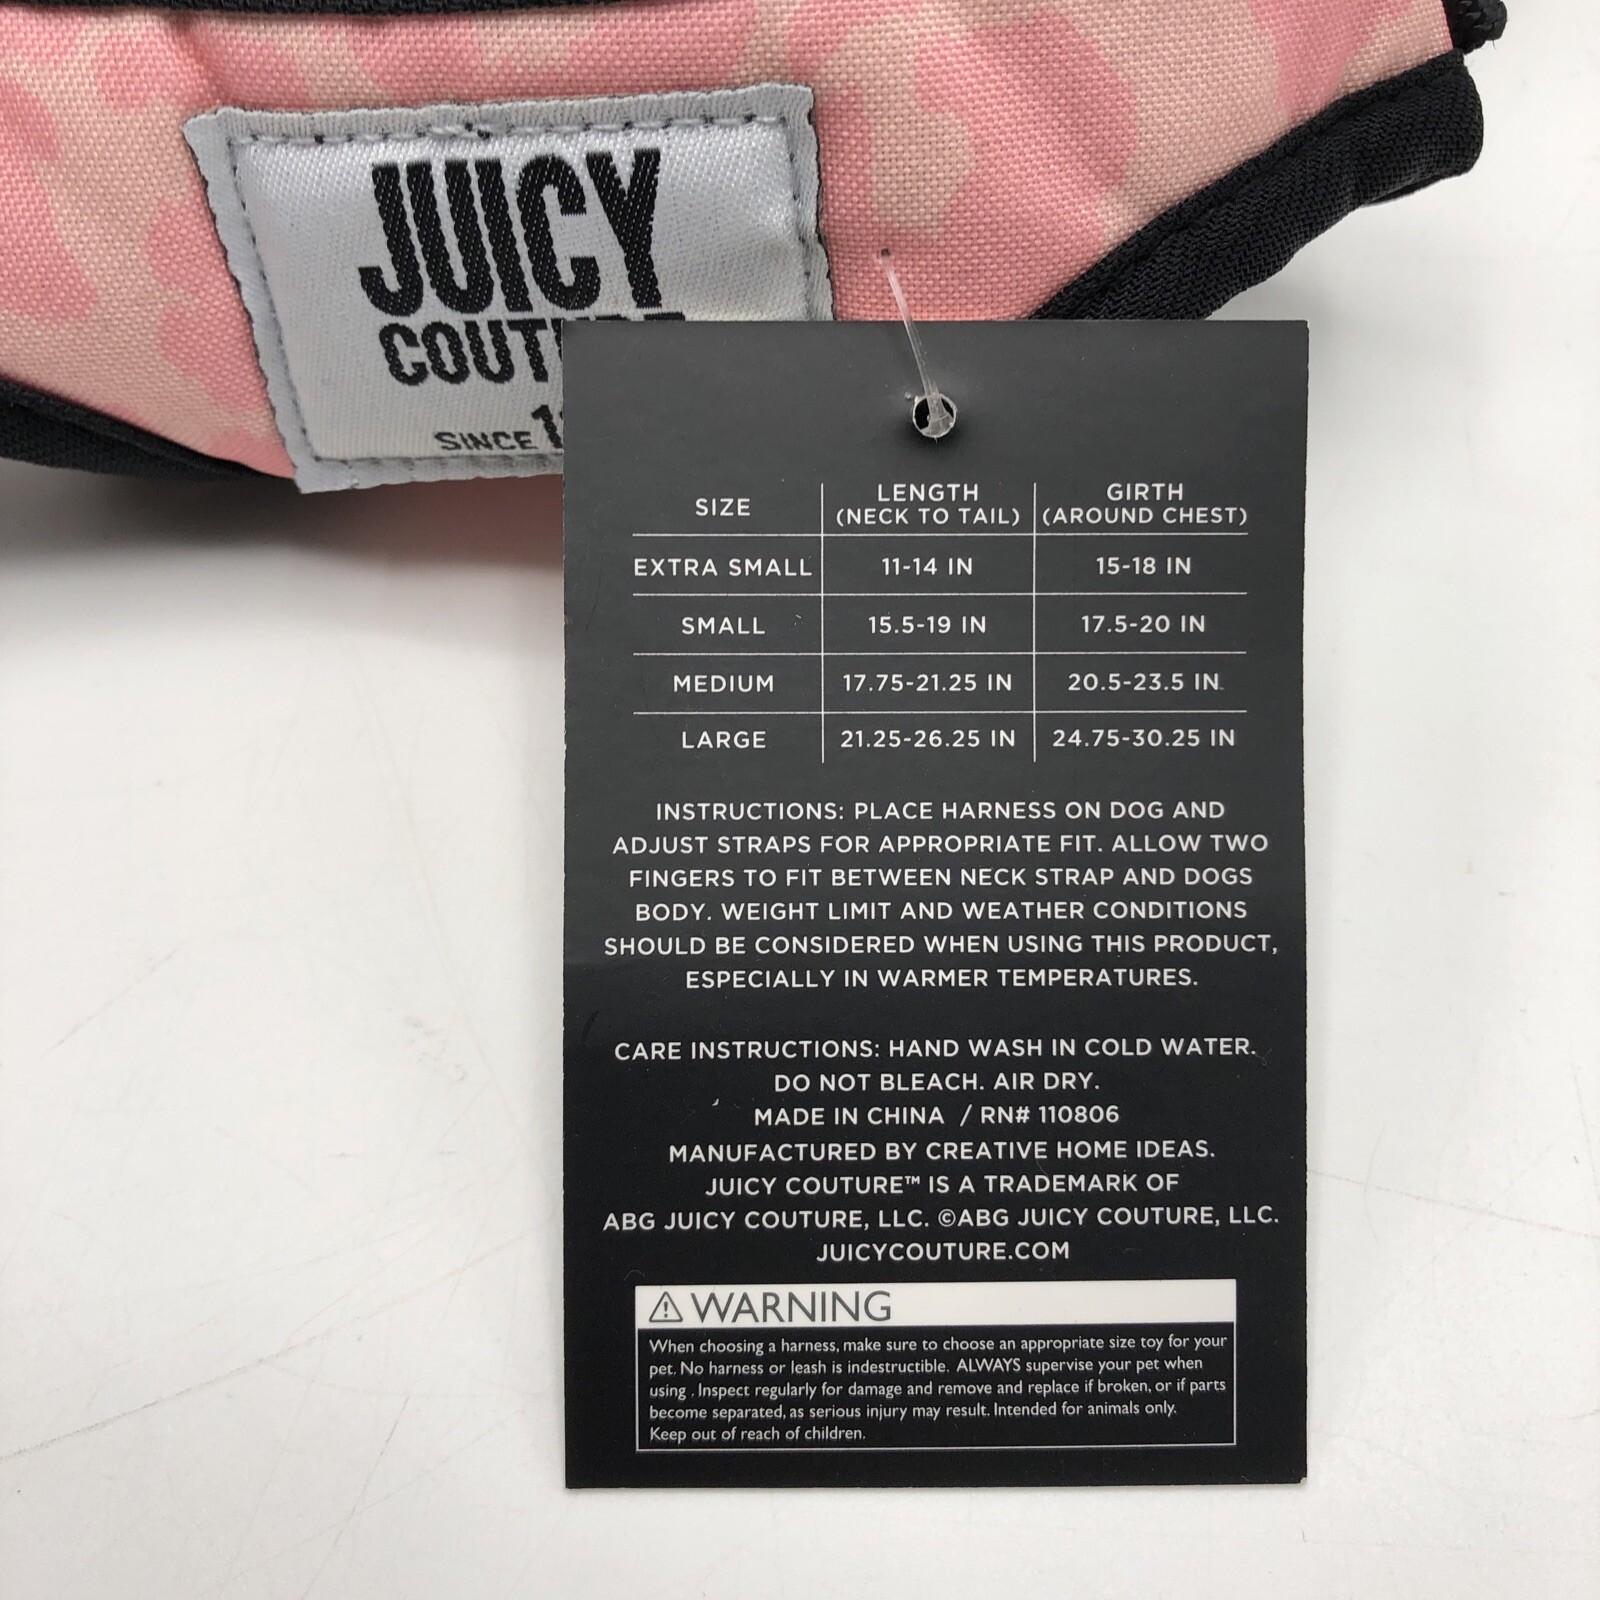 JUICY
COUT
SINCE 1
SIZE LENGTH (NECK TO TAIL) GIRTH (AROUND CHEST)
EXTRA SMALL 11-14 IN 15-18 IN
SMALL 15.5-19 IN 17.5-20 IN
MEDIUM 17.75-21.25 IN 20.5-23.5 IN
LARGE 21.25-26.25 IN 24.75-30.25 IN
INSTRUCTIONS: PLACE HARNESS ON DOG AND
ADJUST STRAPS FOR APPROPRIATE FIT. ALLOW TWO
FINGERS TO FIT BETWEEN NECK STRAP AND DOGS
BODY. WEIGHT LIMIT AND WEATHER CONDITIONS
SHOULD BE CONSIDERED WHEN USING THIS PRODUCT,
ESPECIALLY IN WARMER TEMPERATURES.
CARE INSTRUCTIONS: HAND WASH IN COLD WATER.
DO NOT BLEACH. AIR DRY.
MADE IN CHINA / RN# 110806
MANUFACTURED BY CREATIVE HOME IDEAS.
JUICY COUTURE™ IS A TRADEMARK OF
ABG JUICY COUTURE, LLC. ©ABG JUICY COUTURE, LLC.
JUICYCOUTURE.COM
⚠ WARNING
When choosing a harness, make sure to choose an appropriate size toy for your
pet. No harness or leash is indestructible. ALWAYS supervise your pet when
using . Inspect regularly for damage and remove and replace if broken, or if parts
become separated, as serious injury may result. Intended for animals only.
Keep out of reach of children.